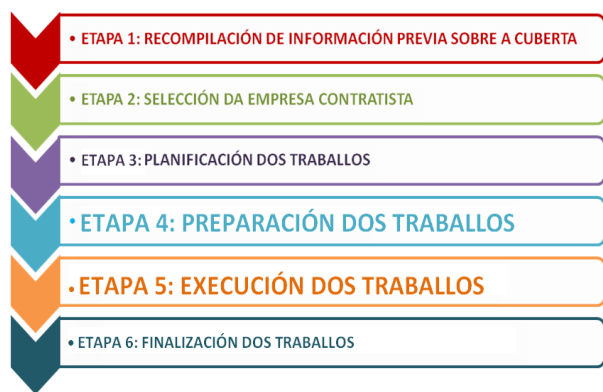 • ETAPA 1: RECOMPILACIÓN DE INFORMACIÓN PREVIA SOBRE A CUBERTA
• ETAPA 2: SELECCIÓN DA EMPRESA CONTRATISTA
• ETAPA 3: PLANIFICACIÓN DOS TRABALLOS
• ETAPA 4: PREPARACIÓN DOS TRABALLOS
• ETAPA 5: EXECUCIÓN DOS TRABALLOS
• ETAPA 6: FINALIZACIÓN DOS TRABALLOS